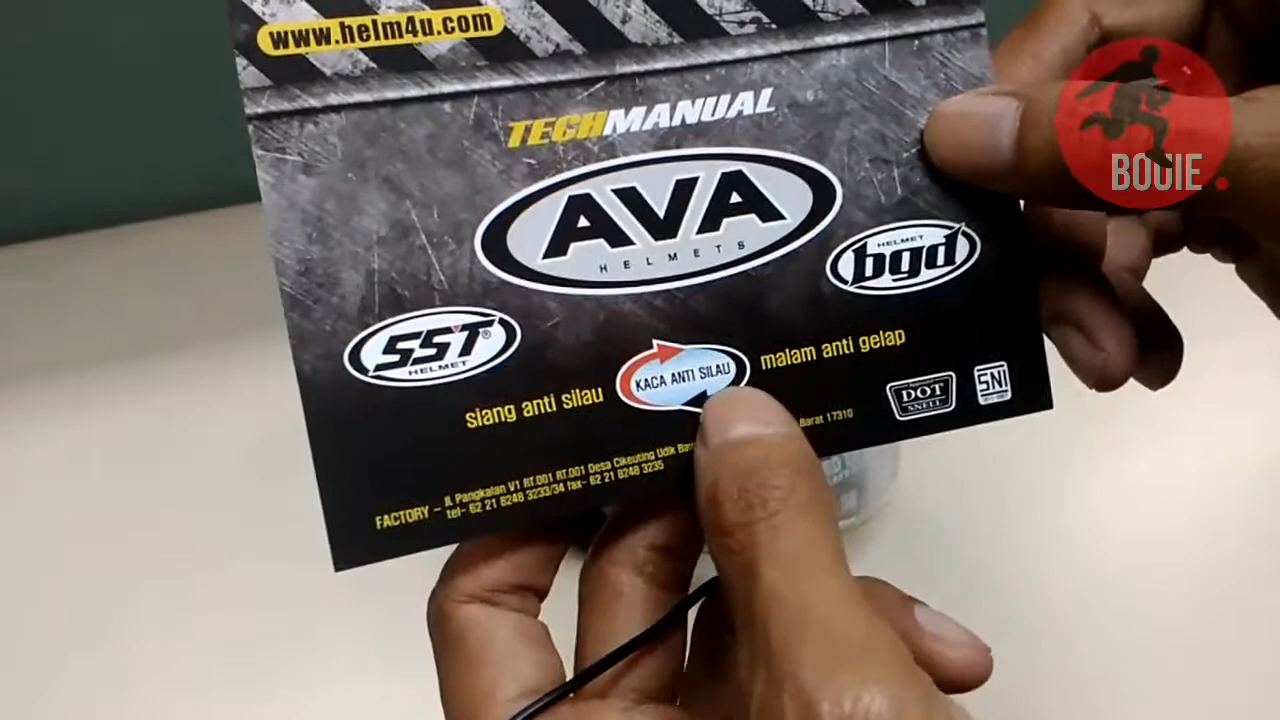 www.helm4u.com
TECHMANUAL
AVA
HELMETS
HELMET
bgd
SST®
HELMET
siang anti silau
KACA ANTI SILAU
malam anti gelap
DOT
SNELL
SNI
FACTORY - Jl. Pangkalan V1 RT.001 RT.001 Desa Cikeuting Udik Barat 17310
tel- 62 21 8248 3233/34 fax- 62 21 8248 3235
BOGIE.